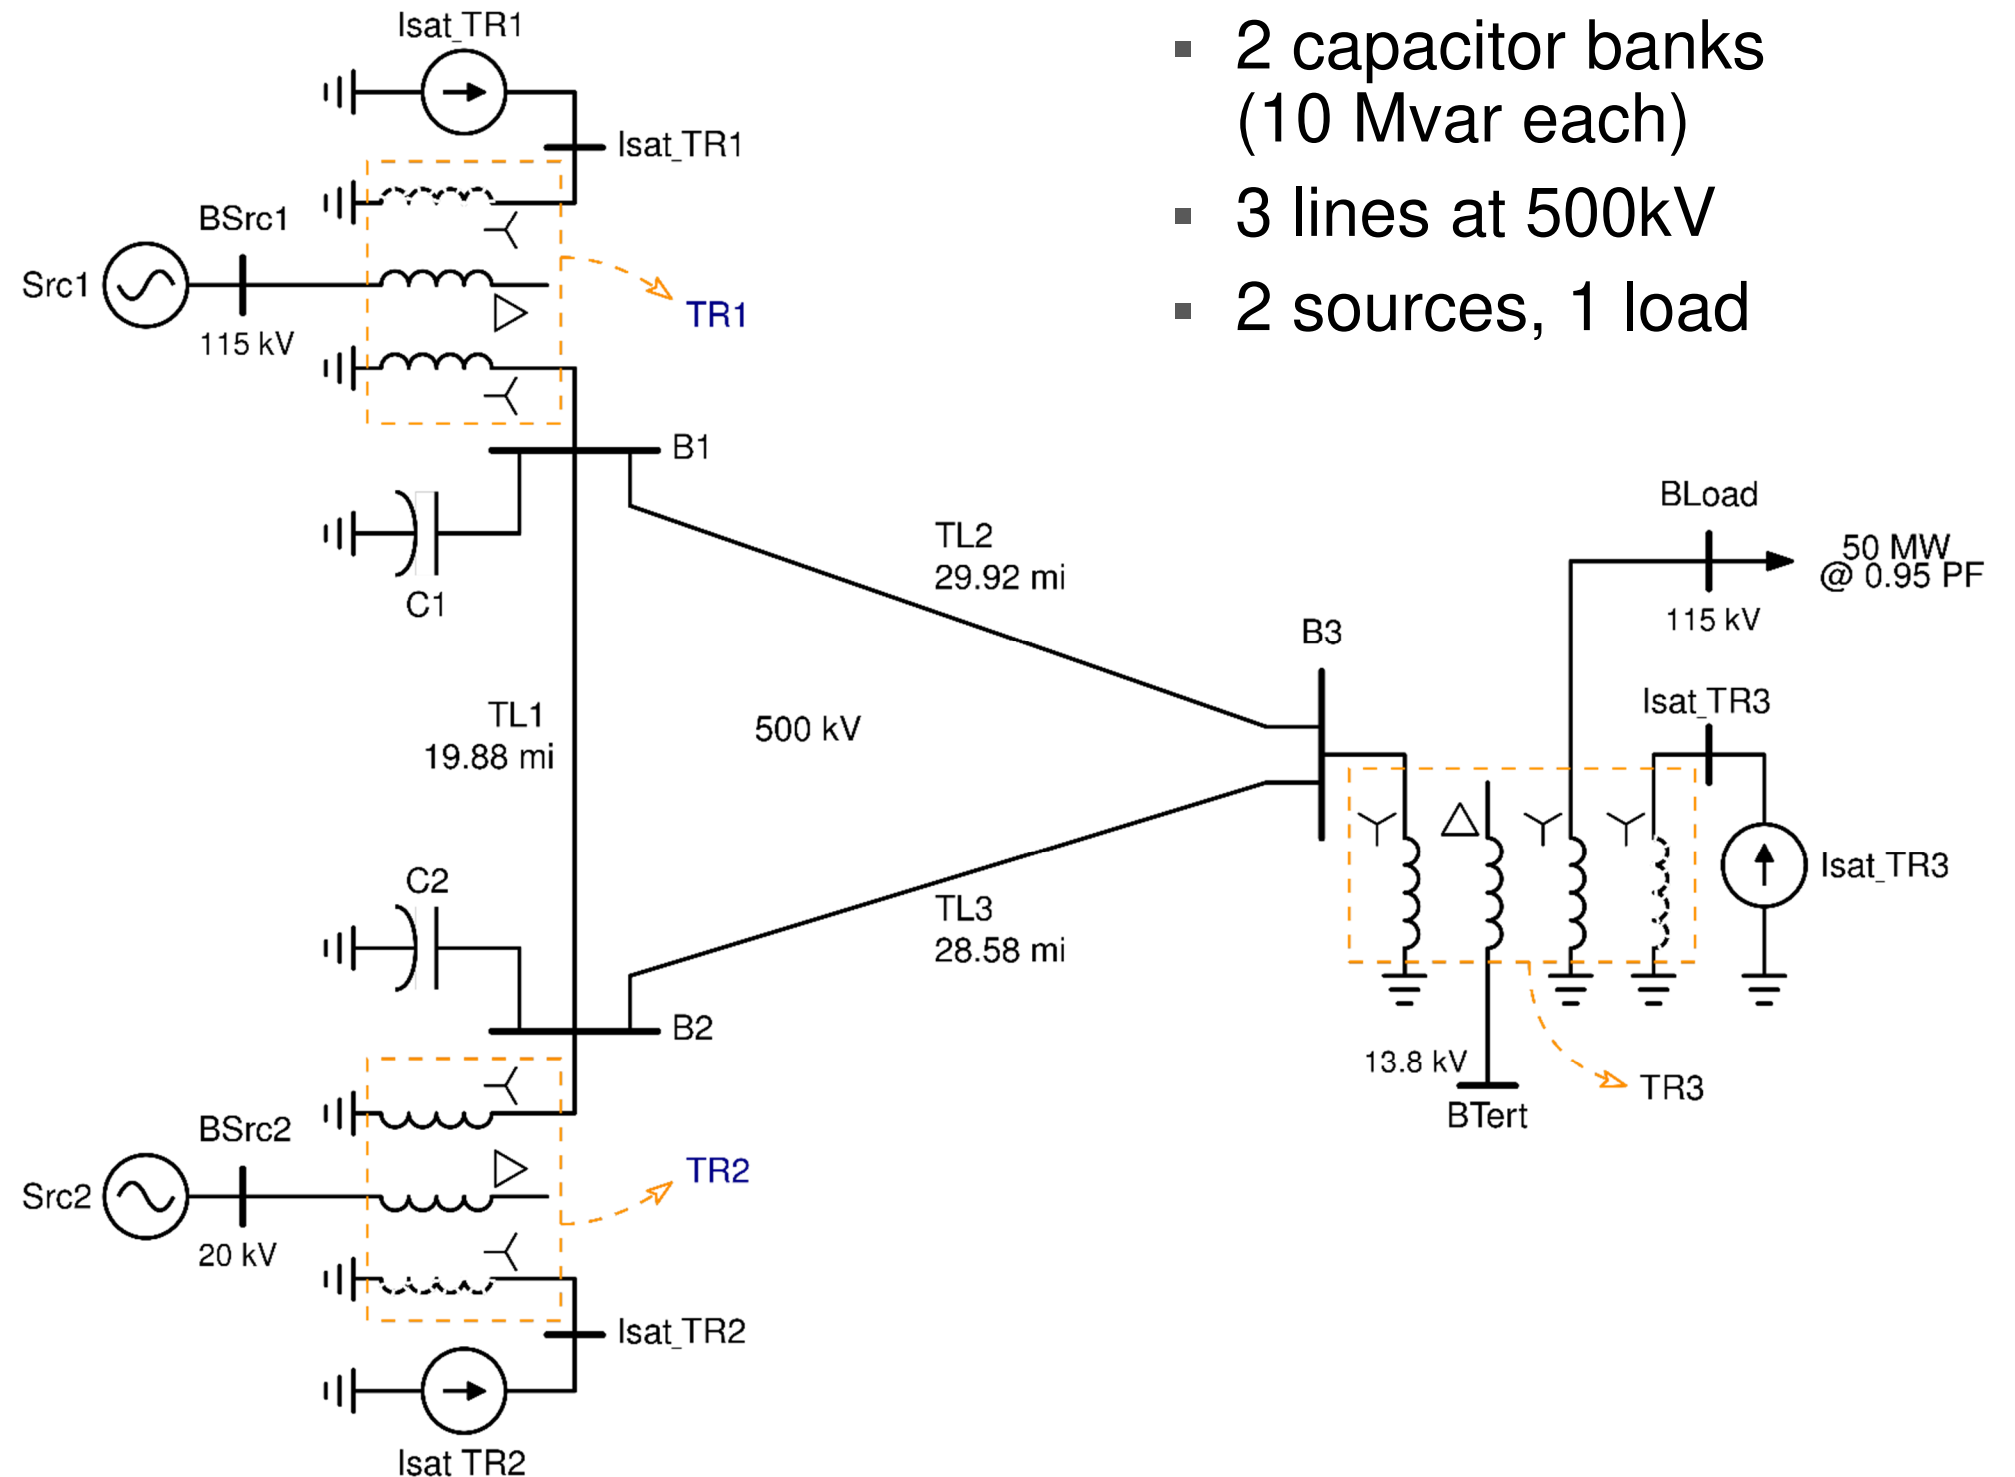 Isat_TR1
Isat_TR1
BSrc1
Src1
115 kV
TR1
▪ 2 capacitor banks
(10 Mvar each)
▪ 3 lines at 500kV
▪ 2 sources, 1 load
B1
C1
TL2
29.92 mi
BLoad
50 MW
@ 0.95 PF
115 kV
B3
Isat_TR3
Isat_TR3
TL1
19.88 mi
500 kV
C2
TL3
28.58 mi
B2
13.8 kV
BTert
TR3
BSrc2
Src2
20 kV
TR2
Isat_TR2
Isat TR2